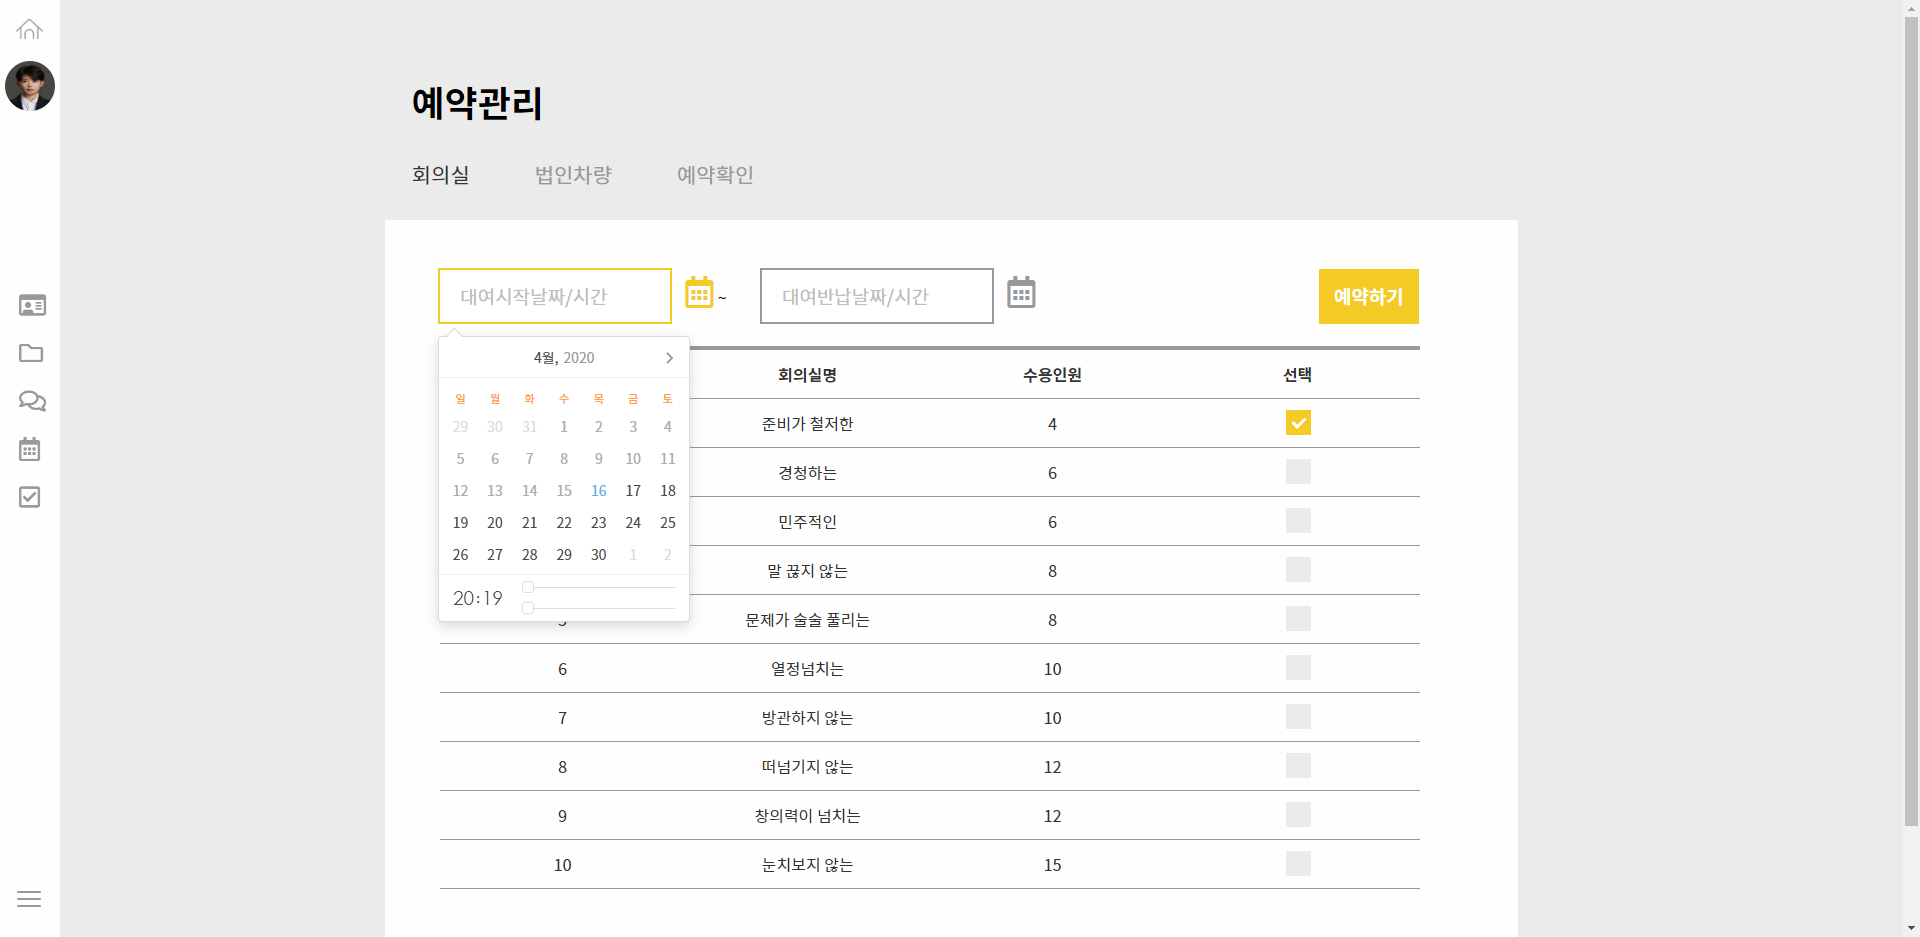 예약관리
회의실 법인차량 예약확인
대여시작날짜/시간 ~ 대여반납날짜/시간 예약하기
4월, 2020
일 월 화 수 목 금 토
29 30 31 1 2 3 4
5 6 7 8 9 10 11
12 13 14 15 16 17 18
19 20 21 22 23 24 25
26 27 28 29 30 1 2
20:19
회의실명 수용인원 선택
준비가 철저한 4
경청하는 6
민주적인 6
말 끊지 않는 8
문제가 술술 풀리는 8
6 열정넘치는 10
7 방관하지 않는 10
8 떠넘기지 않는 12
9 창의력이 넘치는 12
10 눈치보지 않는 15